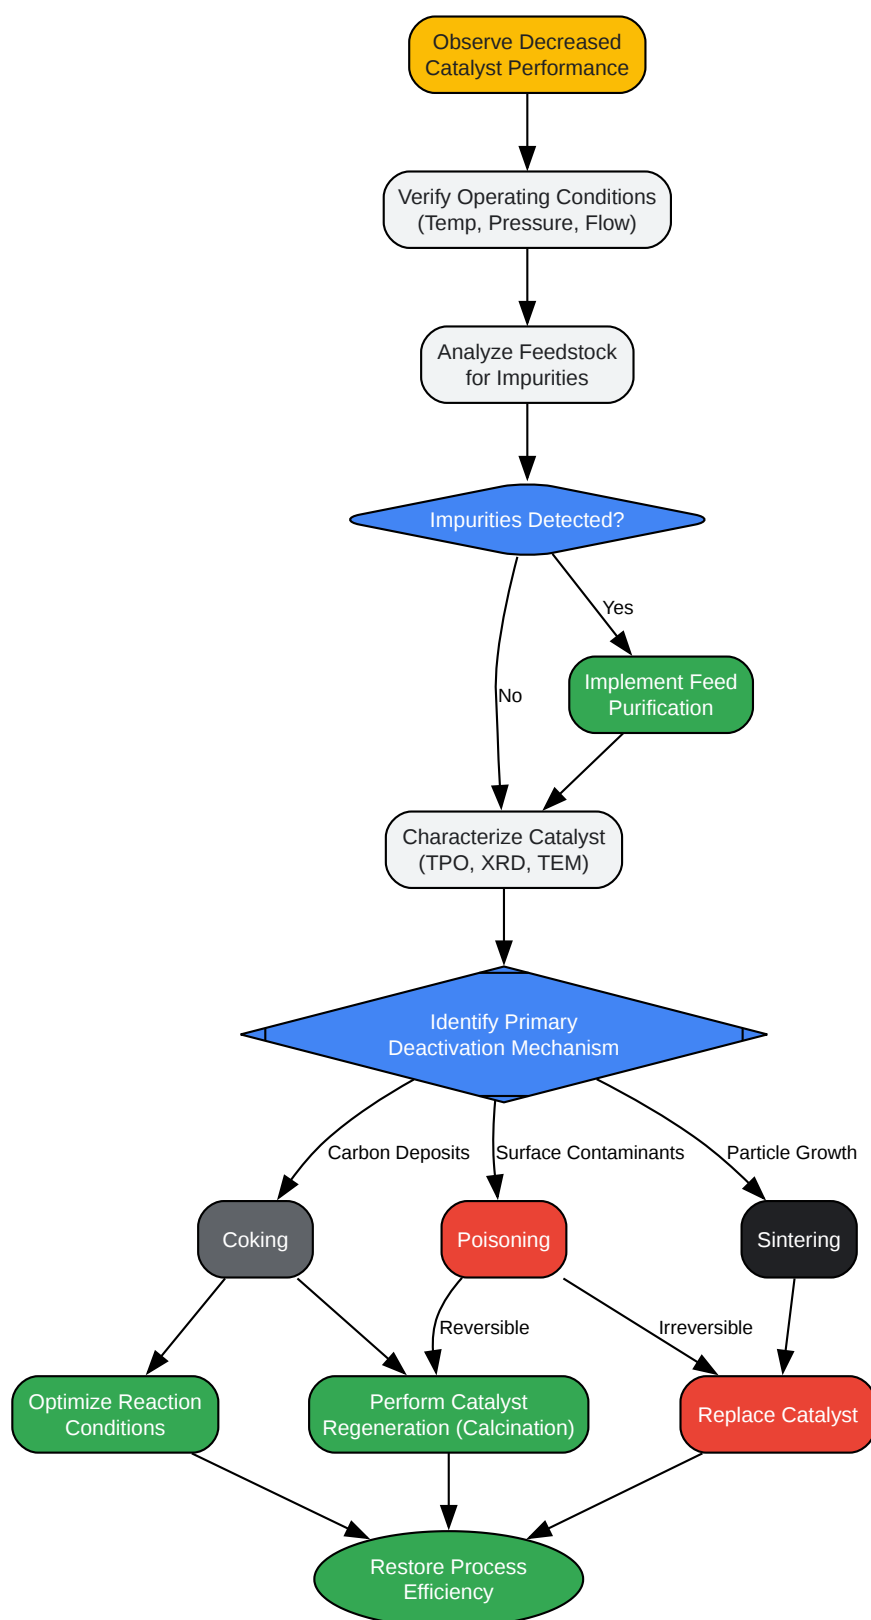 Observe Decreased
Catalyst Performance
Verify Operating Conditions
(Temp, Pressure, Flow)
Analyze Feedstock
for Impurities
Impurities Detected?
Yes
Implement Feed
Purification
No
Characterize Catalyst
(TPO, XRD, TEM)
Identify Primary
Deactivation Mechanism
Carbon Deposits
Surface Contaminants
Particle Growth
Coking
Poisoning
Sintering
Reversible
Irreversible
Optimize Reaction
Conditions
Perform Catalyst
Regeneration (Calcination)
Replace Catalyst
Restore Process
Efficiency